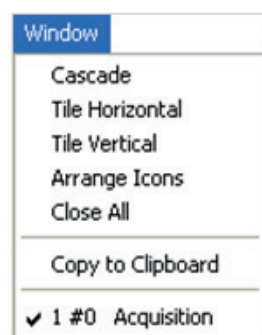 Window
Cascade
Tile Horizontal
Tile Vertical
Arrange Icons
Close All
Copy to Clipboard
✔ 1 #0 Acquisition